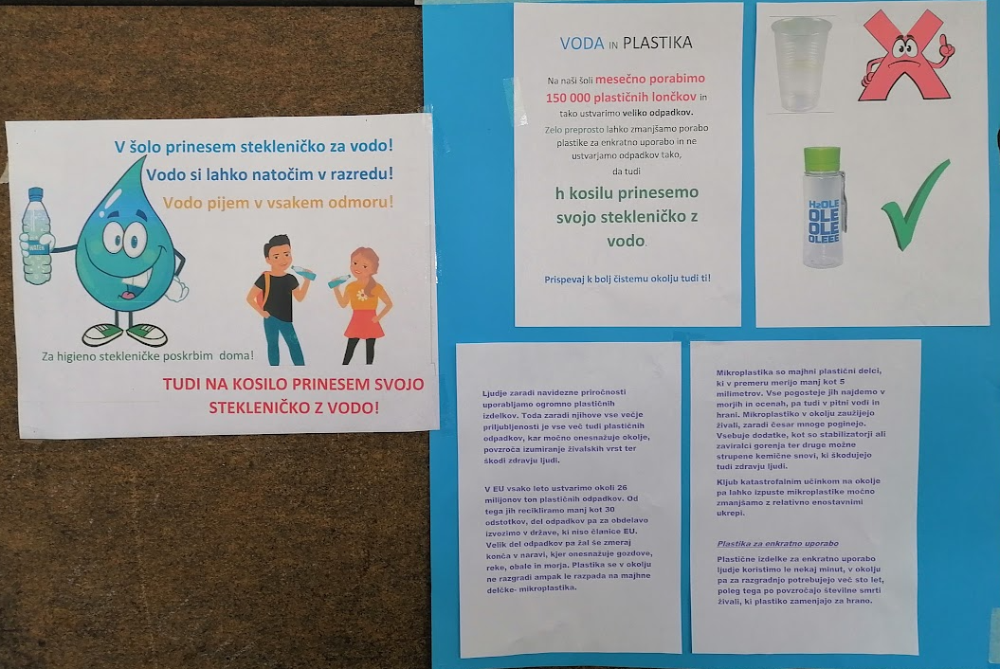 V šolo prinesem stekleničko za vodo!
Vodo si lahko natočim v razredu!
Vodo pijem v vsakem odmoru!
WATER
Za higieno stekleničke poskrbim doma!
TUDI NA KOSILO PRINESEM SVOJO
STEKLENIČKO Z VODO!
VODA IN PLASTIKA
Na naši šoli mesečno porabimo
150 000 plastičnih lončkov in
tako ustvarimo veliko odpadkov.
Zelo preprosto lahko zmanjšamo porabo
plastike za enkratno uporabo in ne
ustvarjamo odpadkov tako,
da tudi
h kosilu prinesemo
svojo stekleničko z
vodo.
Prispevaj k bolj čistemu okolju tudi ti!
H2OLE
OLE
OLE
OLEEE
Ljudje zaradi navidezne priročnosti
uporabljamo ogromno plastičnih
izdelkov. Toda zaradi njihove vse večje
priljubljenosti je vse več tudi plastičnih
odpadkov, kar močno onesnažuje okolje,
povzroča izumiranje živalskih vrst ter
škodi zdravju ljudi.
V EU vsako leto ustvarimo okoli 26
milijonov ton plastičnih odpadkov. Od
tega jih recikliramo manj kot 30
odstotkov, del odpadkov pa za obdelavo
izvozimo v države, ki niso članice EU.
Velik del odpadkov pa žal še zmeraj
konča v naravi, kjer onesnažuje gozdove,
reke, obale in morja. Plastika se v okolju
ne razgradi ampak le razpada na majhne
delčke- mikroplastika.
Mikroplastika so majhni plastični delci,
ki v premeru merijo manj kot 5
milimetrov. Vse pogosteje jih najdemo v
morjih in ocenah, pa tudi v pitni vodi in
hrani. Mikroplastiko v okolju zaužijejo
živali, zaradi česar mnoge poginejo.
Vsebuje dodatke, kot so stabilizatorji ali
zaviralci gorenja ter druge možne
strupene kemične snovi, ki škodujejo
tudi zdravju ljudi.
Kljub katastrofalnim učinkom na okolje
pa lahko izpuste mikroplastike močno
zmanjšamo z relativno enostavnimi
ukrepi.
Plastika za enkratno uporabo
Plastične izdelke za enkratno uporabo
ljudje koristimo le nekaj minut, v okolju
pa za razgradnjo potrebujejo več sto let,
poleg tega po povzročajo številne smrti
živali, ki plastiko zamenjajo za hrano.